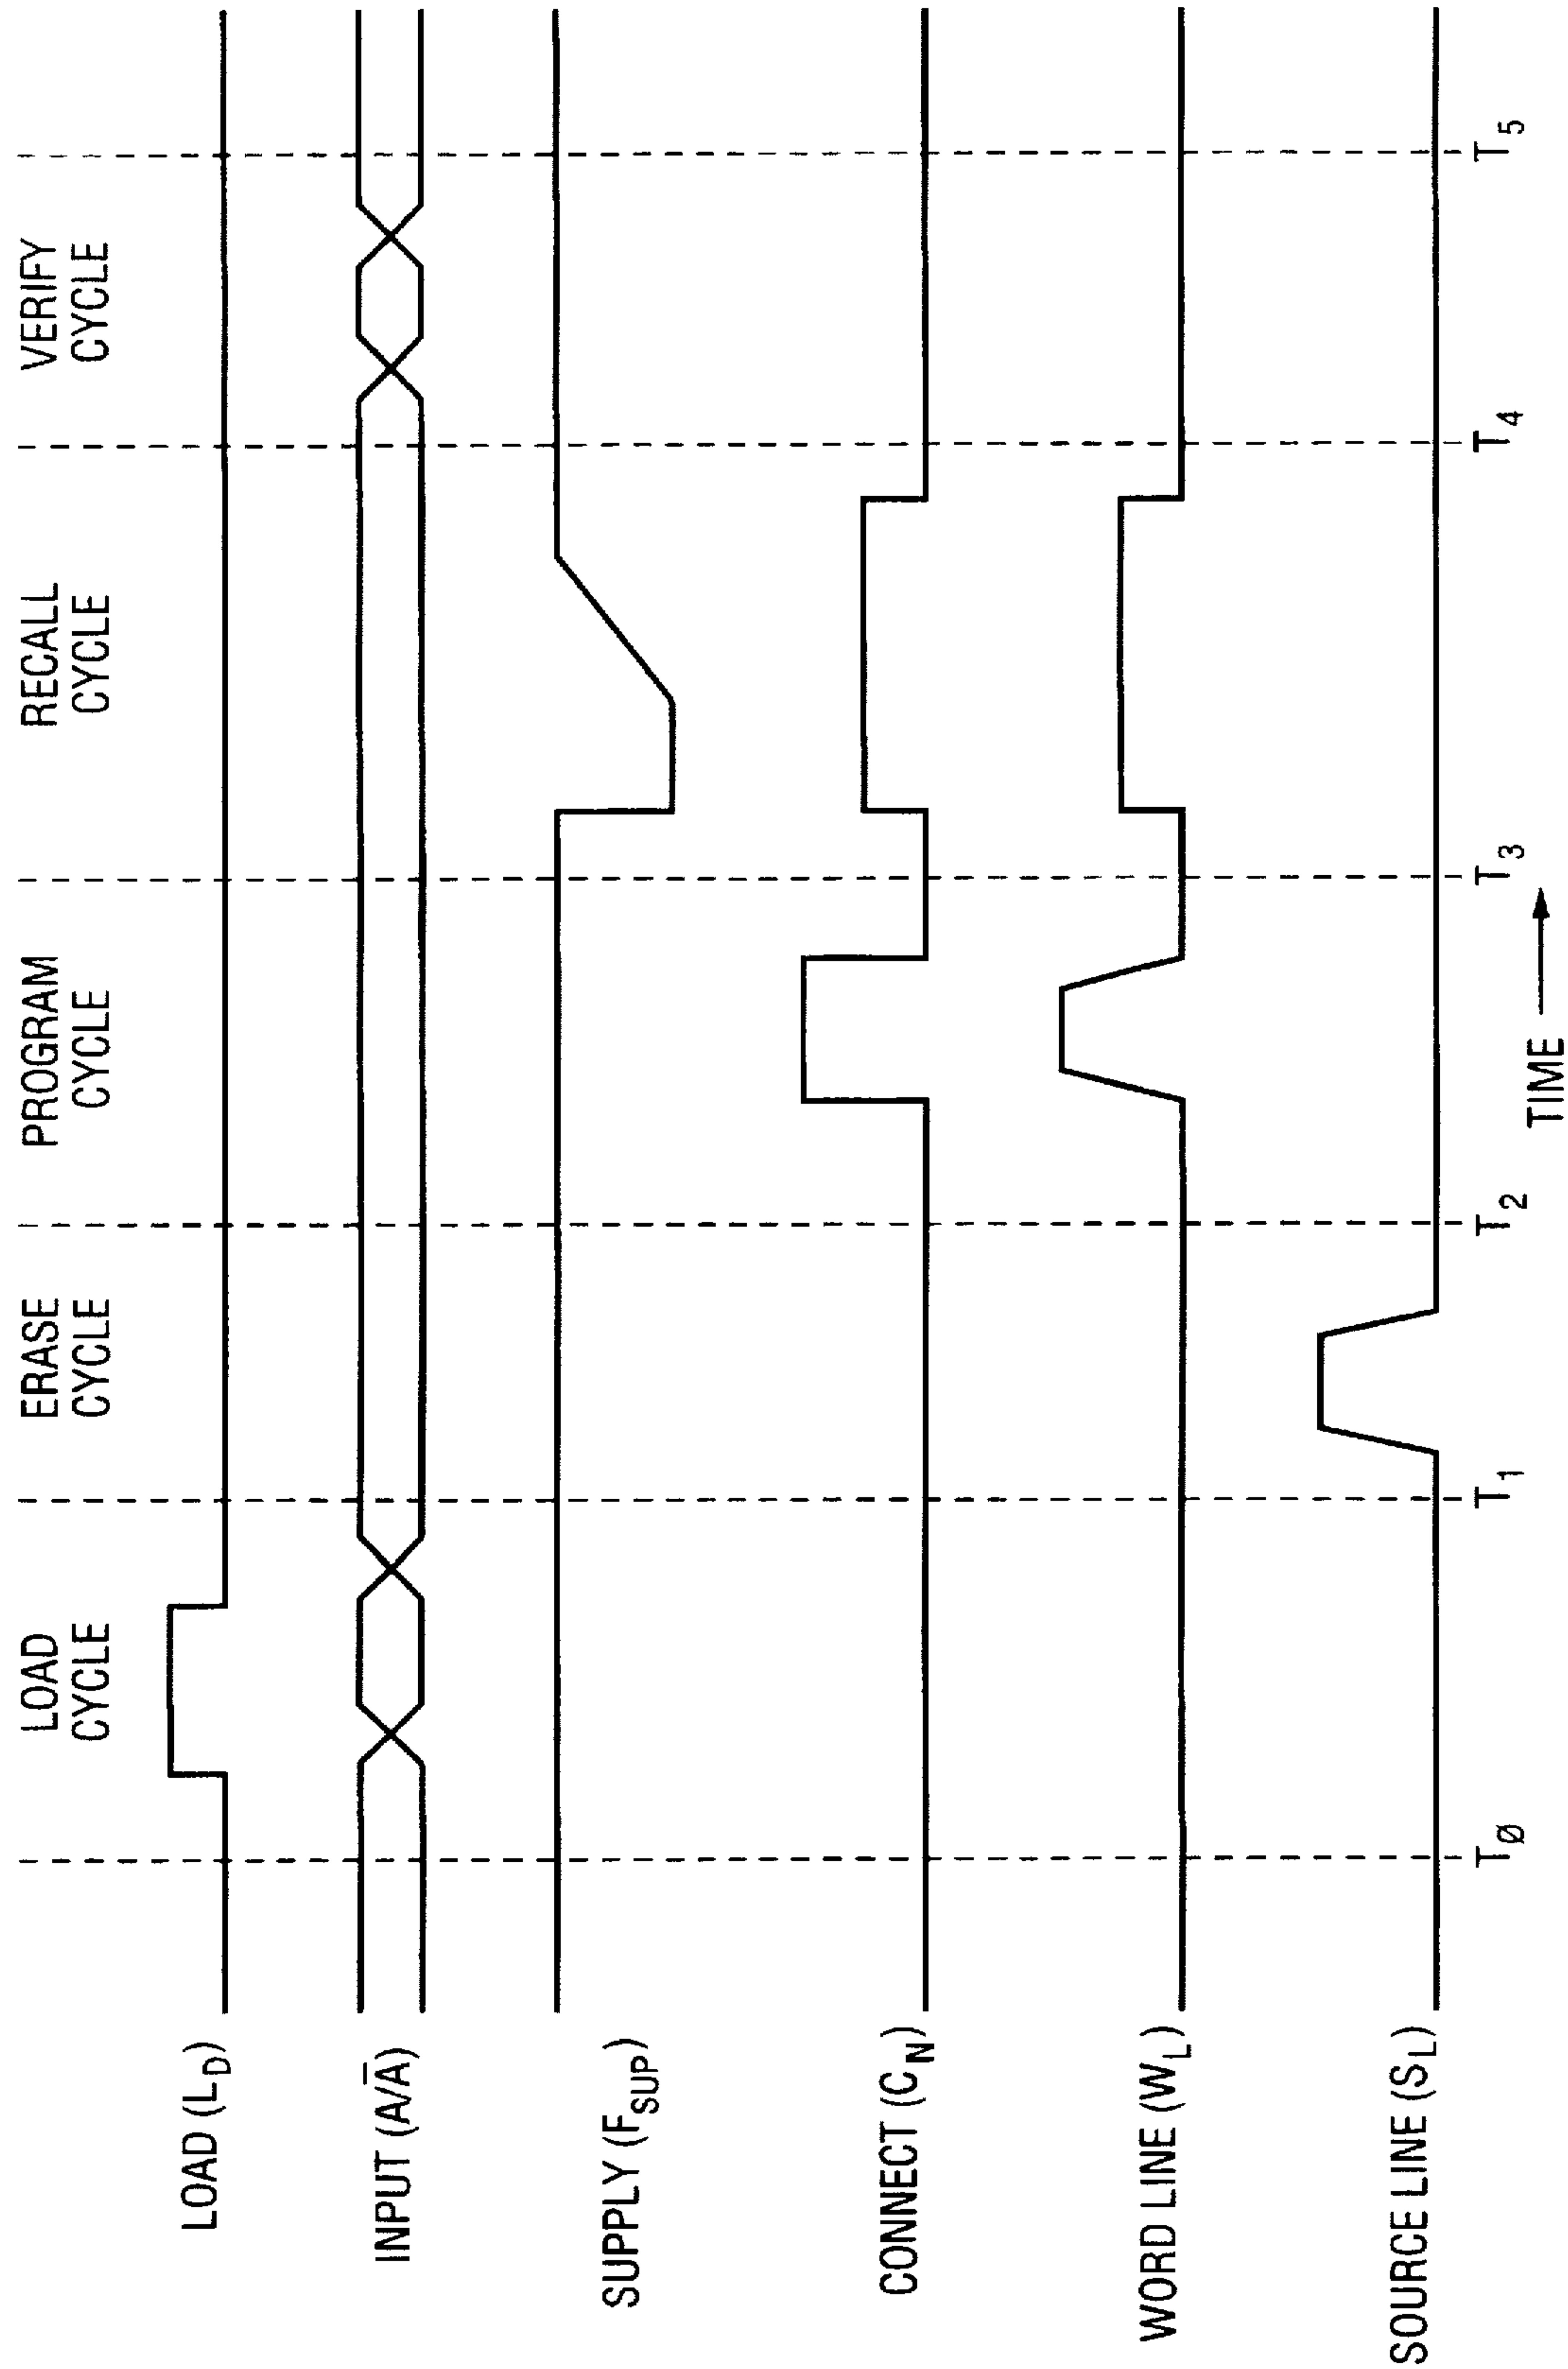 LOAD
CYCLE
ERASE
CYCLE
PROGRAM
CYCLE
RECALL
CYCLE
VERIFY
CYCLE
LOAD (L_D)
INPUT (A/A̅)
SUPPLY (F_SUP)
CONNECT (C_N)
WORD LINE (W_L)
SOURCE LINE (S_L)
T_Ø T_1 T_2 T_3 T_4 T_5
TIME